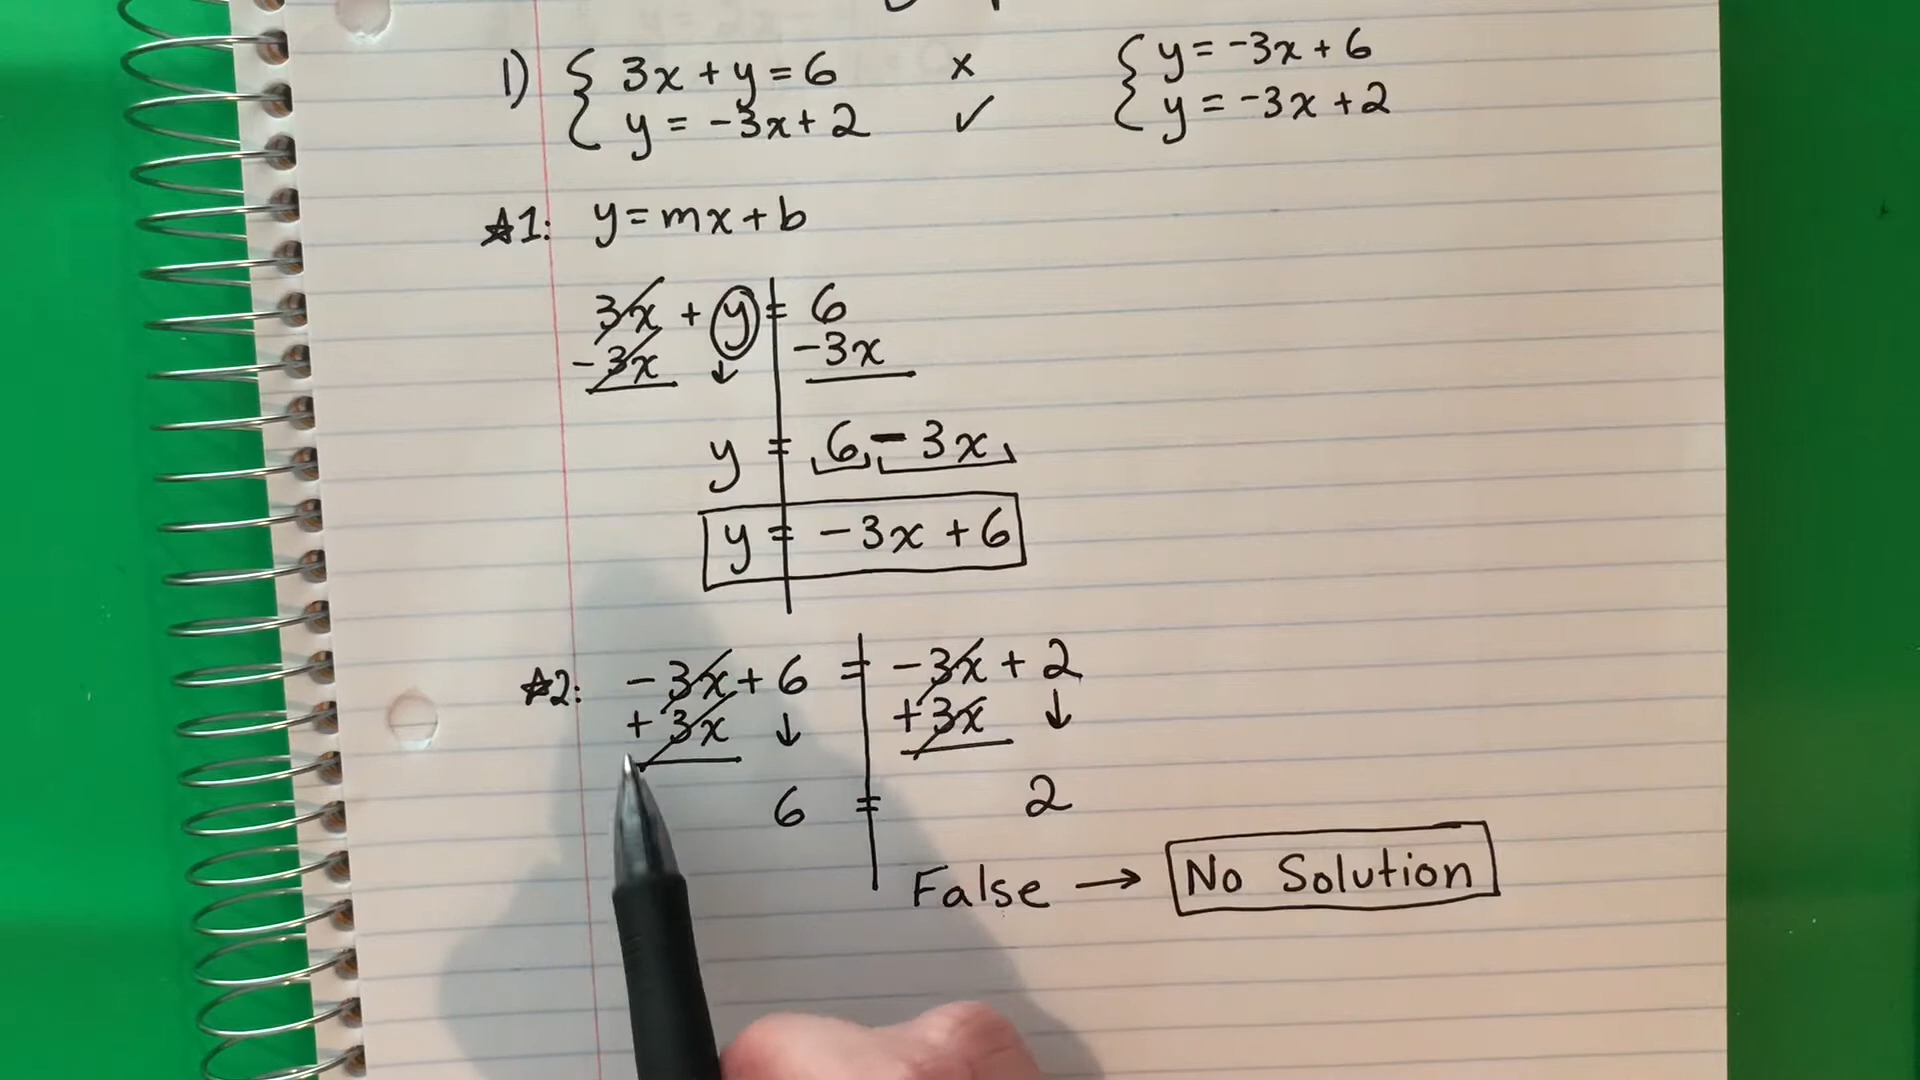 1) { 3x + y = 6 x { y = -3x + 6
y = -3x + 2 ✓ y = -3x + 2
☆1: y = mx + b
3x + y = 6
-3x ↓ -3x
y = 6 - 3x
y = -3x + 6
☆2: -3x + 6 = -3x + 2
+ 3x ↓ +3x ↓
6 = 2
False → No Solution